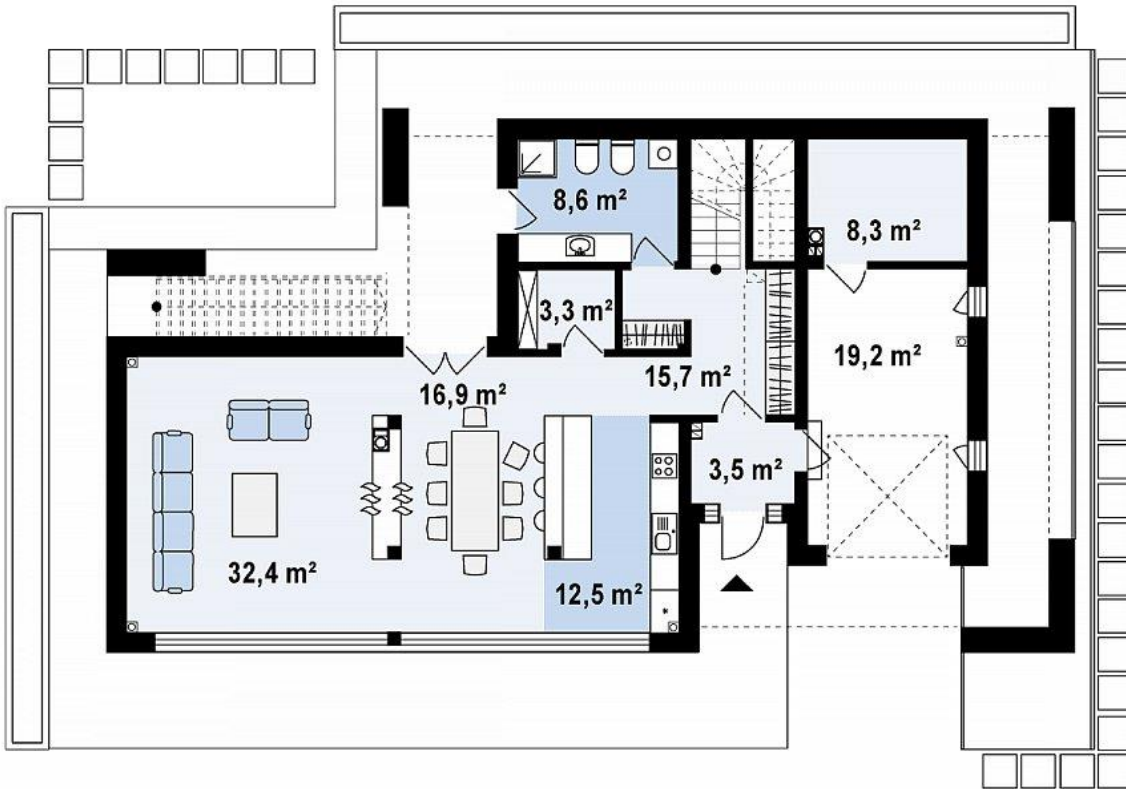 8,6 m²
8,3 m²
3,3 m²
19,2 m²
15,7 m²
16,9 m²
3,5 m²
32,4 m²
12,5 m²